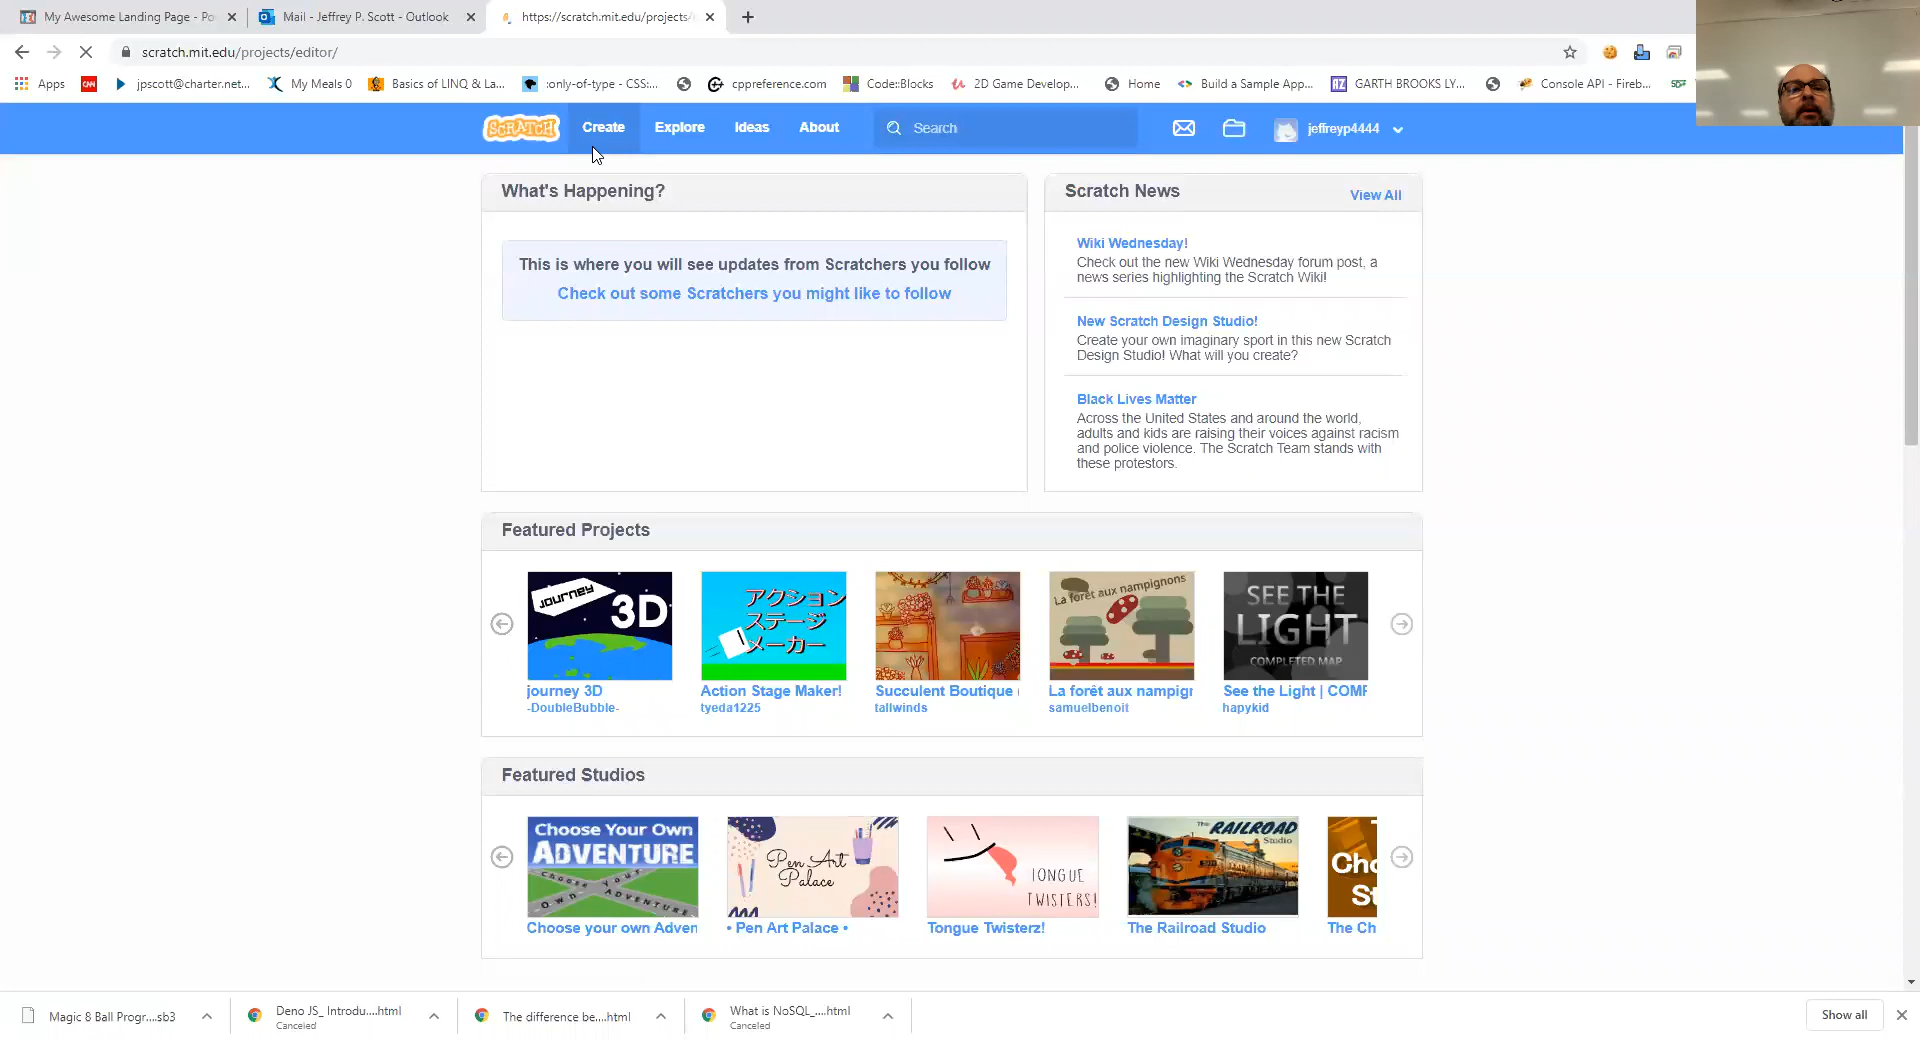 My Awesome Landing Page - Po
Mail - Jeffrey P. Scott - Outlook
https://scratch.mit.edu/projects/
scratch.mit.edu/projects/editor/
Apps
CNN
jpscott@charter.net...
My Meals 0
Basics of LINQ & La...
:only-of-type - CSS:...
cppreference.com
Code::Blocks
2D Game Develop...
Home
Build a Sample App...
GARTH BROOKS LY...
Console API - Fireb...
SCRATCH
Create
Explore
Ideas
About
Search
jeffreyp4444
What's Happening?
This is where you will see updates from Scratchers you follow
Check out some Scratchers you might like to follow
Scratch News
View All
Wiki Wednesday!
Check out the new Wiki Wednesday forum post, a
news series highlighting the Scratch Wiki!
New Scratch Design Studio!
Create your own imaginary sport in this new Scratch
Design Studio! What will you create?
Black Lives Matter
Across the United States and around the world,
adults and kids are raising their voices against racism
and police violence. The Scratch Team stands with
these protestors.
Featured Projects
JOURNEY
3D
アクション
ステージ
メーカー
La forêt aux nampignons
SEE THE
LIGHT
COMPLETED MAP
journey 3D
-DoubleBubble-
Action Stage Maker!
tyeda1225
Succulent Boutique (
tallwinds
La forêt aux nampigr
samuelbenoit
See the Light | COMF
hapykid
Featured Studios
Choose Your Own
ADVENTURE
CHOOSE YOUR
OWN ADVENTURE
Pen Art
Palace
TONGUE
TWISTERS!
The RAILROAD
Studio
Cho
St
Choose your own Adven
• Pen Art Palace •
Tongue Twisterz!
The Railroad Studio
The Ch
Magic 8 Ball Progr....sb3
Deno JS_ Introdu....html
Canceled
The difference be....html
What is NoSQL_....html
Canceled
Show all